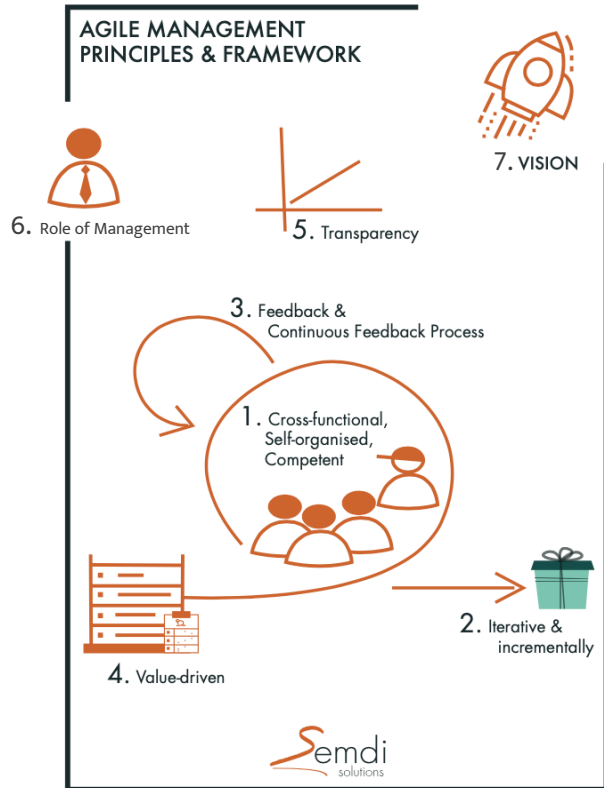 AGILE MANAGEMENT
PRINCIPLES & FRAMEWORK
7. VISION
6. Role of Management
5. Transparency
3. Feedback &
Continuous Feedback Process
1. Cross-functional,
Self-organised,
Competent
2. Iterative &
incrementally
4. Value-driven
Semdi
solutions